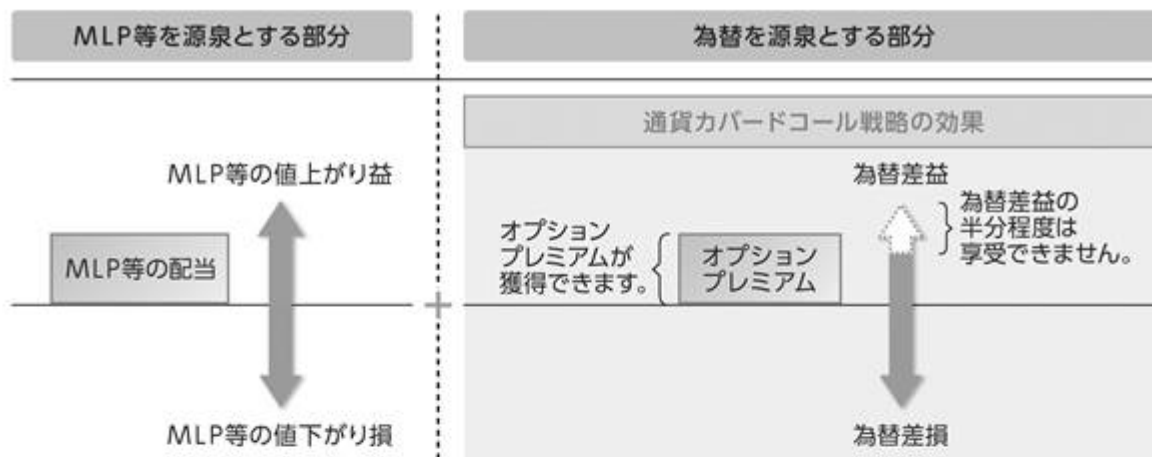 MLP等を源泉とする部分
為替を源泉とする部分
通貨カバードコール戦略の効果
MLP等の値上がり益
MLP等の配当
MLP等の値下がり損
為替差益
為替差益の
半分程度は
享受できません。
オプション
プレミアムが
獲得できます。
オプション
プレミアム
為替差損